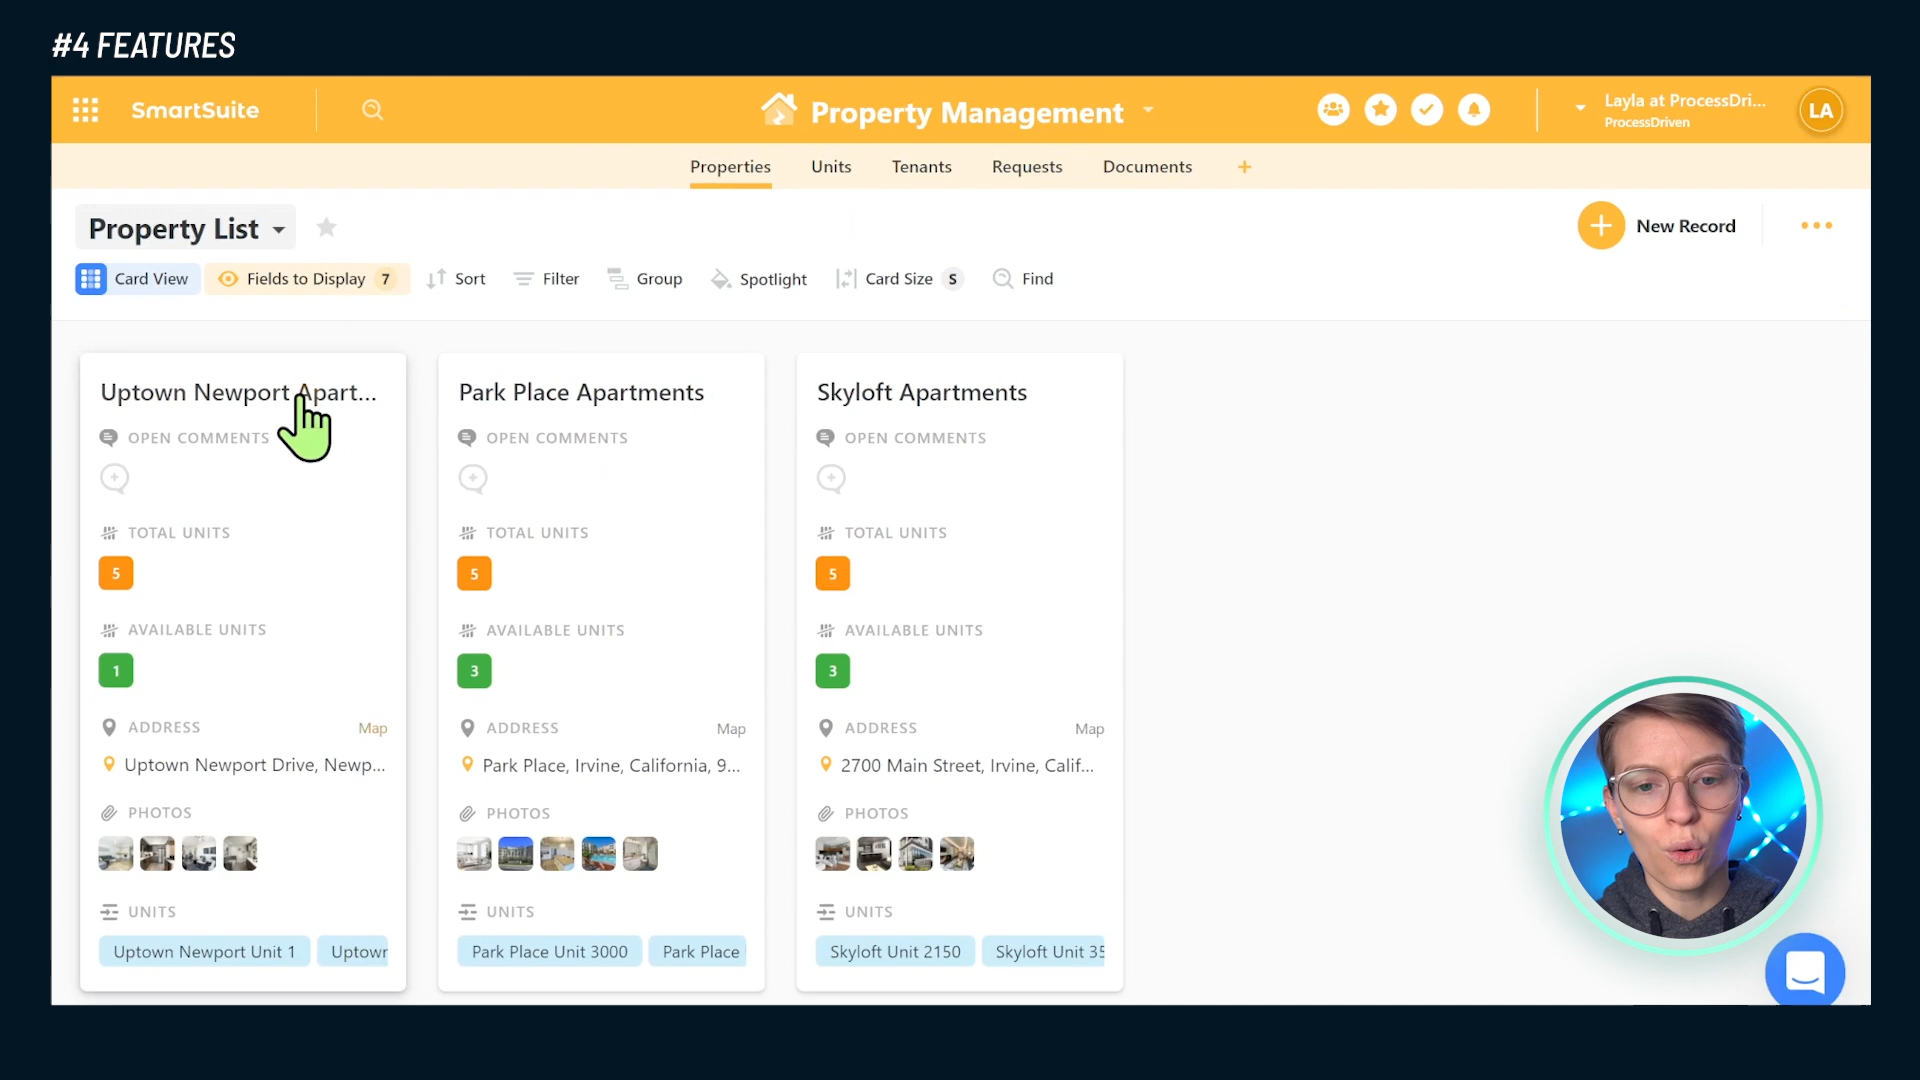 #4 FEATURES
SmartSuite
Property Management
Layla at ProcessDri...
ProcessDriven
LA
Properties
Units
Tenants
Requests
Documents
+
Property List
New Record
Card View
Fields to Display 7
Sort
Filter
Group
Spotlight
Card Size S
Find
Uptown Newport Apart...
OPEN COMMENTS
TOTAL UNITS
5
AVAILABLE UNITS
1
ADDRESS
Map
Uptown Newport Drive, Newp...
PHOTOS
UNITS
Uptown Newport Unit 1
Uptown
Park Place Apartments
OPEN COMMENTS
TOTAL UNITS
5
AVAILABLE UNITS
3
ADDRESS
Map
Park Place, Irvine, California, 9...
PHOTOS
UNITS
Park Place Unit 3000
Park Place
Skyloft Apartments
OPEN COMMENTS
TOTAL UNITS
5
AVAILABLE UNITS
3
ADDRESS
Map
2700 Main Street, Irvine, Calif...
PHOTOS
UNITS
Skyloft Unit 2150
Skyloft Unit 35